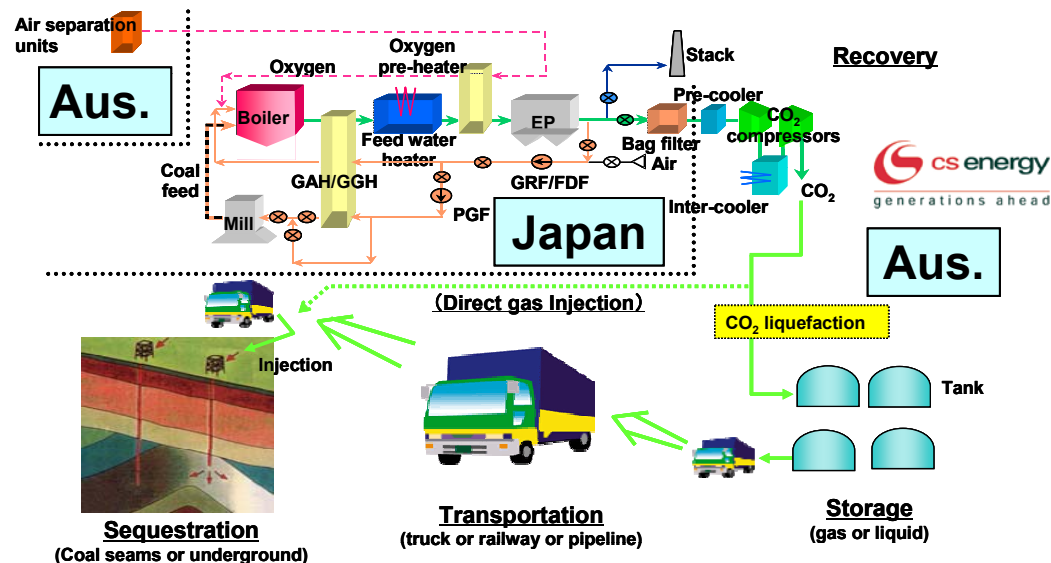 Air separation
units
Aus.
Oxygen
Oxygen
pre-heater
Stack
Recovery
Boiler
Feed water
heater
EP
Pre-cooler
CO2
compressors
Bag filter
Air
Coal
feed
GAH/GGH
GRF/FDF
Inter-cooler
CO2
cs energy
generations ahead
Mill
PGF
Japan
Aus.
(Direct gas Injection)
CO2 liquefaction
Injection
Tank
Sequestration
(Coal seams or underground)
Transportation
(truck or railway or pipeline)
Storage
(gas or liquid)